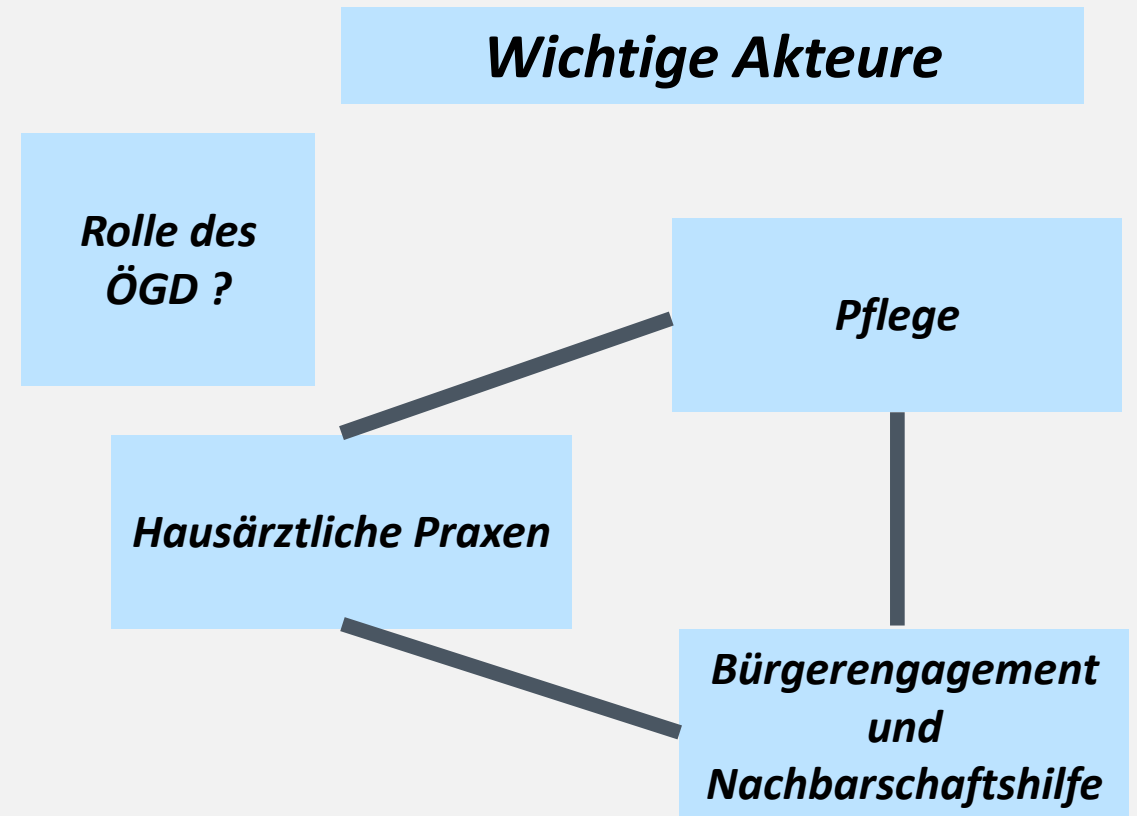 Wichtige Akteure
Rolle des
ÖGD ?
Pflege
Hausärztliche Praxen
Bürgerengagement
und
Nachbarschaftshilfe